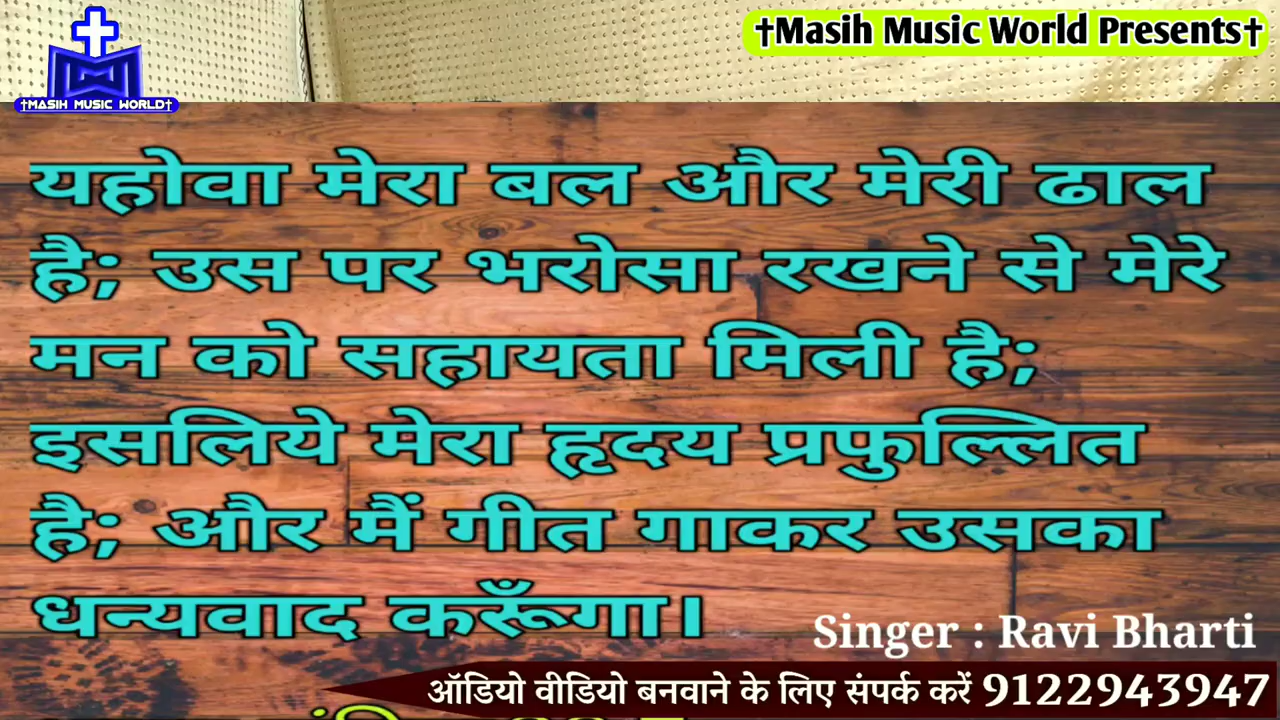 †Masih Music World Presents†
†MASIH MUSIC WORLD†
यहोवा मेरा बल और मेरी ढाल
है; उस पर भरोसा रखने से मेरे
मन को सहायता मिली है;
इसलिये मेरा हृदय प्रफुल्लित
है; और मैं गीत गाकर उसका
धन्यवाद करूँगा।
Singer : Ravi Bharti
ऑडियो वीडियो बनवाने के लिए संपर्क करें 9122943947